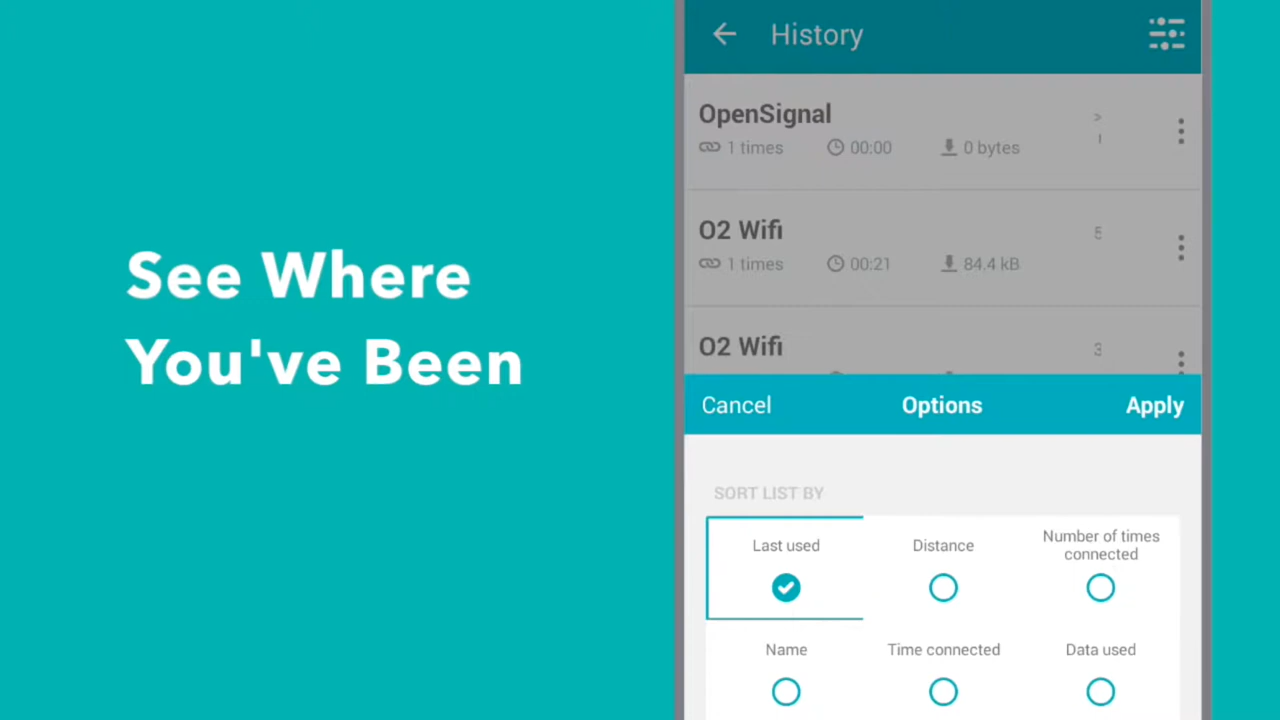 See Where
You've Been
History
OpenSignal
1 times 00:00 0 bytes
O2 Wifi
1 times 00:21 84.4 kB
O2 Wifi
3
Cancel Options Apply
SORT LIST BY
Last used Distance Number of times
connected
Name Time connected Data used